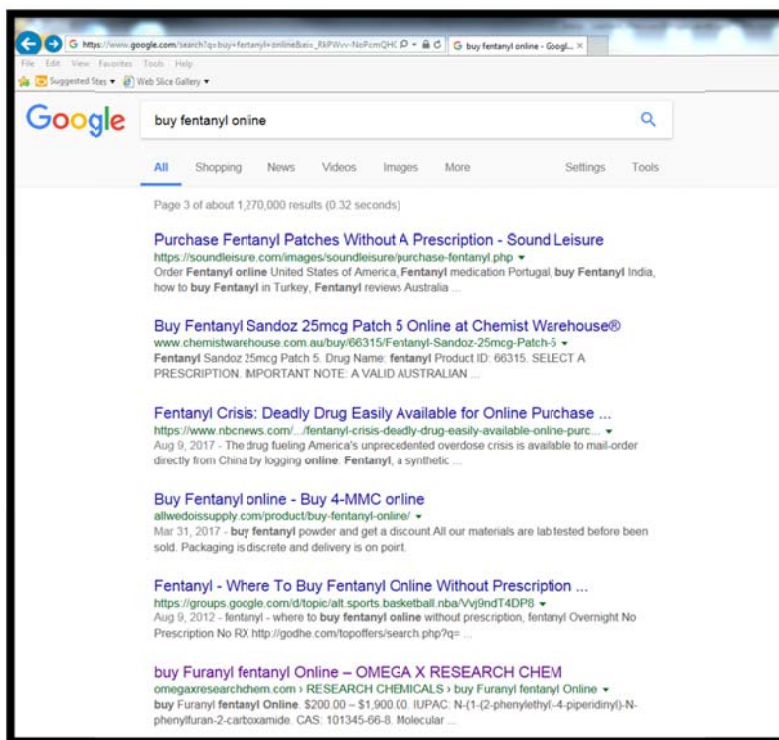 https://www.google.com/search?q=buy+fentanyl+online&ei=_RkPWvv-NoPcmQHC
buy fentanyl online - Googl...
File Edit View Favorites Tools Help
Suggested Sites Web Slice Gallery
Google
buy fentanyl onine
All Shopping News Videos Images More Settings Tools
Page 3 of about 1,270,000 results (0.32 seconds)
Purchase Fentanyl Patches Without A Prescription - Sound Leisure
https://soundleisure.com/images/soundleisure/purchase-fentanyl.php
Order Fentanyl online United States of America, Fentanyl medication Portugal, buy Fentanyl India,
how to buy Fentanyl in Turkey, Fentanyl reviews Australia ...
Buy Fentanyl Sandoz 25mcg Patch 5 Online at Chemist Warehouse®
www.chemistwarehouse.com.au/buy/66315/Fentanyl-Sandoz-25mcg-Patch-5
Fentanyl Sandoz 25mcg Patch 5. Drug Name: fentanyl Product ID: 66315. SELECT A
PRESCRIPTION. IMPORTANT NOTE: A VALID AUSTRALIAN ...
Fentanyl Crisis: Deadly Drug Easily Available for Online Purchase ...
https://www.nbcnews.com/.../fentanyl-crisis-deadly-drug-easily-available-online-purc...
Aug 9, 2017 - The drug fueling America's unprecedented overdose crisis is available to mail-order
directly from China by logging online. Fentanyl, a synthetic ...
Buy Fentanyl online - Buy 4-MMC online
allwedoissupply.com/product/buy-fentanyl-online/
Mar 31, 2017 - buy fentanyl powder and get a discount All our materials are lab tested before been
sold. Packaging is discrete and delivery is on point.
Fentanyl - Where To Buy Fentanyl Online Without Prescription ...
https://groups.google.com/d/topic/alt.sports.basketball.nba/Vvj9ndT4DP8
Aug 9, 2012 - fentanyl - where to buy fentanyl online without prescription, fentanyl Overnight No
Prescription No RX http://godhe.com/topoffers/search.php?q= ...
buy Furanyl fentanyl Online – OMEGA X RESEARCH CHEM
omegaxresearchchem.com › RESEARCH CHEMICALS › buy Furanyl fentanyl Online
buy Furanyl fentanyl Online. $200.00 – $1,900.00. IUPAC: N-(1-(2-phenylethyl)-4-piperidinyl)-N-
phenylfuran-2-carboxamide. CAS: 101345-66-8. Molecular ...